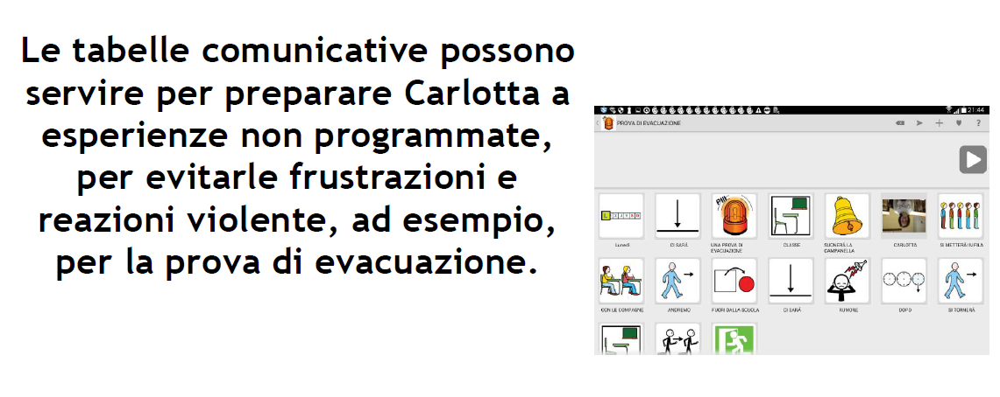 Le tabelle comunicative possono
servire per preparare Carlotta a
esperienze non programmate,
per evitarle frustrazioni e
reazioni violente, ad esempio,
per la prova di evacuazione.
21:44
PROVA DI EVACUAZIONE
Lunedì CI SARÀ UNA PROVA DI EVACUAZIONE CLASSE SUONERÀ LA CAMPANELLA CARLOTTA SI METTERÀ IN FILA
CON LE COMPAGNE ANDREMO FUORI DALLA SCUOLA CI SARÀ RUMORE DOPO SI TORNERÀ